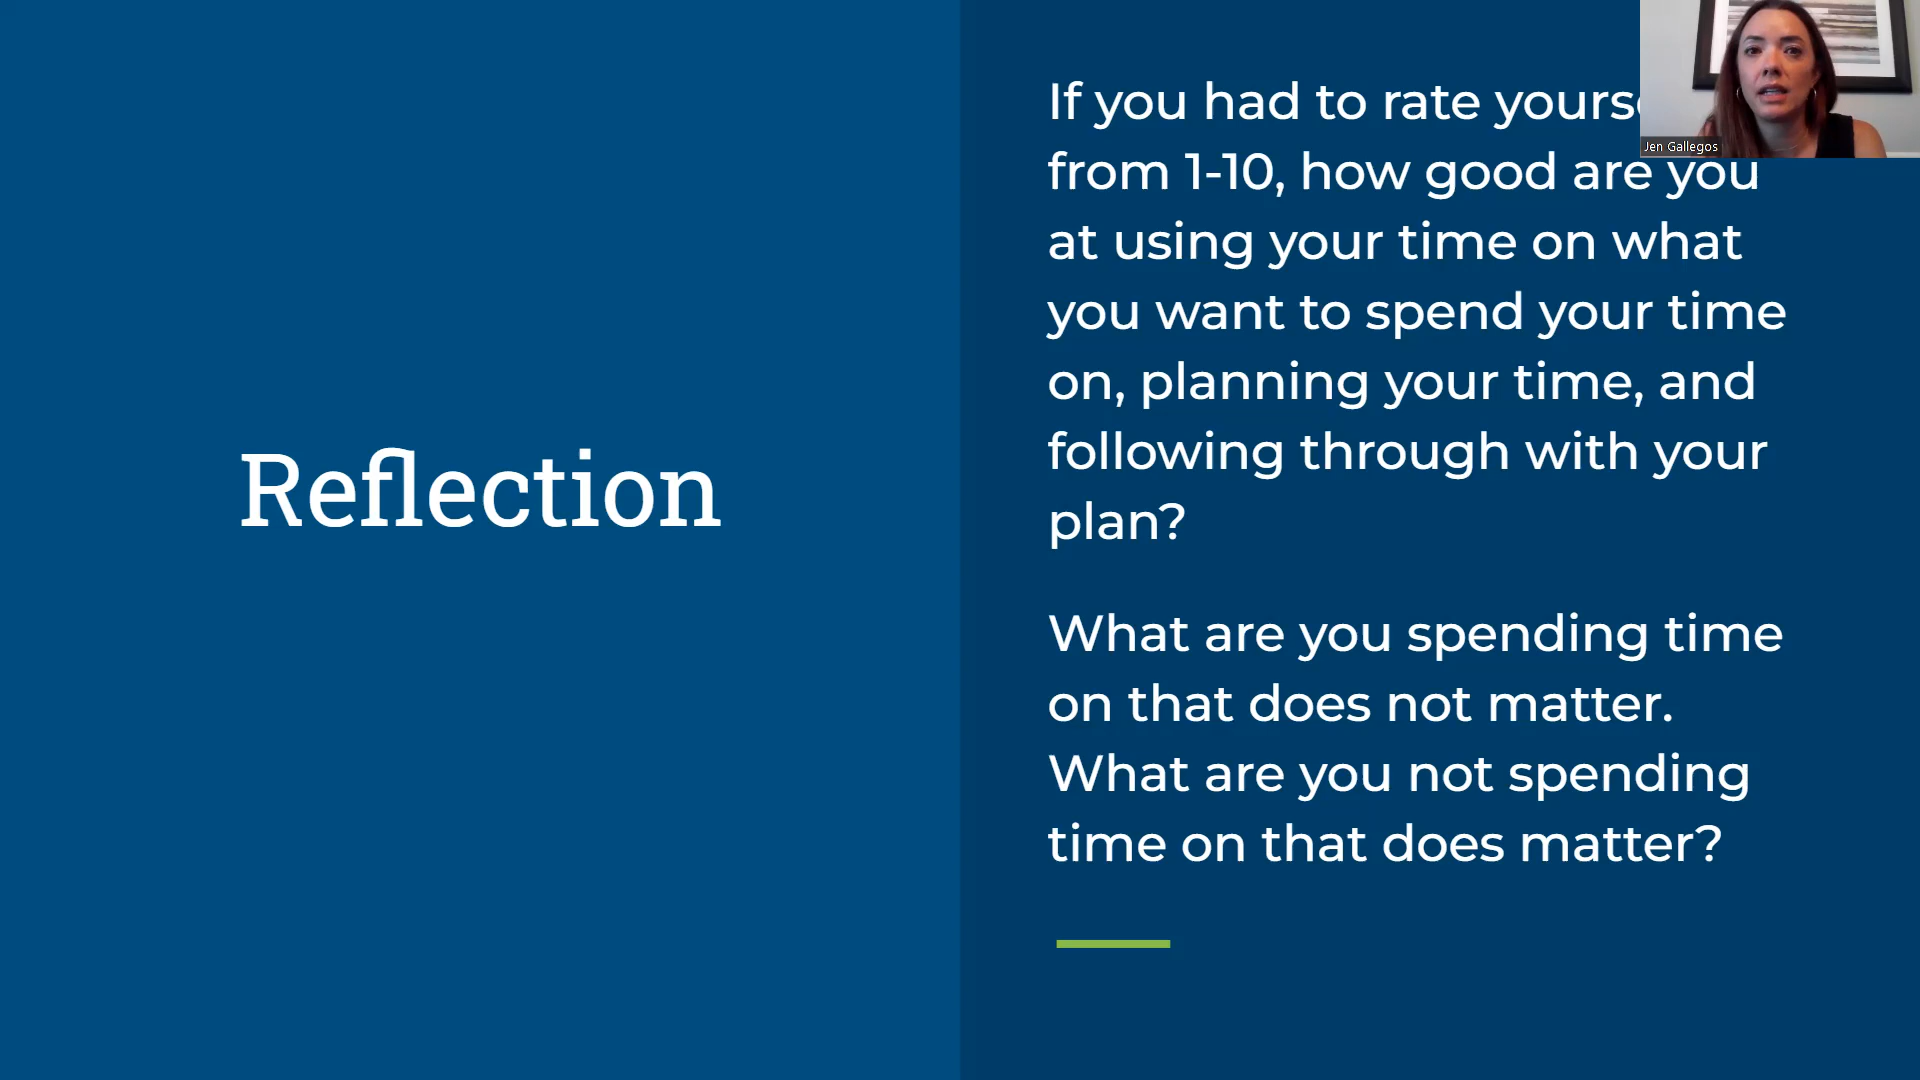 Reflection
If you had to rate
from 1-10, how good are you
at using your time on what
you want to spend your time
on, planning your time, and
following through with your
plan?
What are you spending time
on that does not matter.
What are you not spending
time on that does matter?
Jen Gallegos